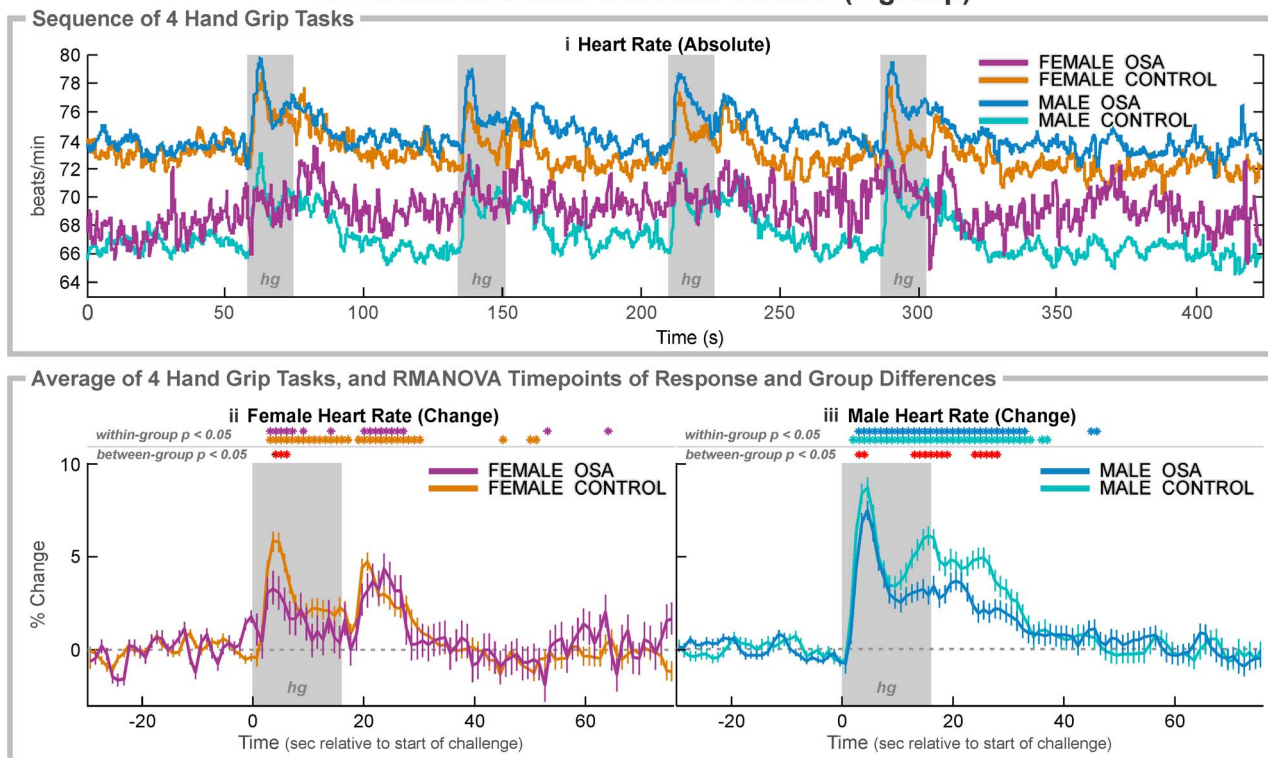 Sequence of 4 Hand Grip Tasks
i Heart Rate (Absolute)
80
78
76
74
72
70
68
66
64
beats/min
FEMALE OSA
FEMALE CONTROL
MALE OSA
MALE CONTROL
hg hg hg hg
0 50 100 150 200 250 300 350 400
Time (s)
Average of 4 Hand Grip Tasks, and RMANOVA Timepoints of Response and Group Differences
ii Female Heart Rate (Change)
within-group p < 0.05
between-group p < 0.05
10
5
0
% Change
FEMALE OSA
FEMALE CONTROL
hg
-20 0 20 40 60
Time (sec relative to start of challenge)
iii Male Heart Rate (Change)
within-group p < 0.05
between-group p < 0.05
MALE OSA
MALE CONTROL
hg
-20 0 20 40 60
Time (sec relative to start of challenge)